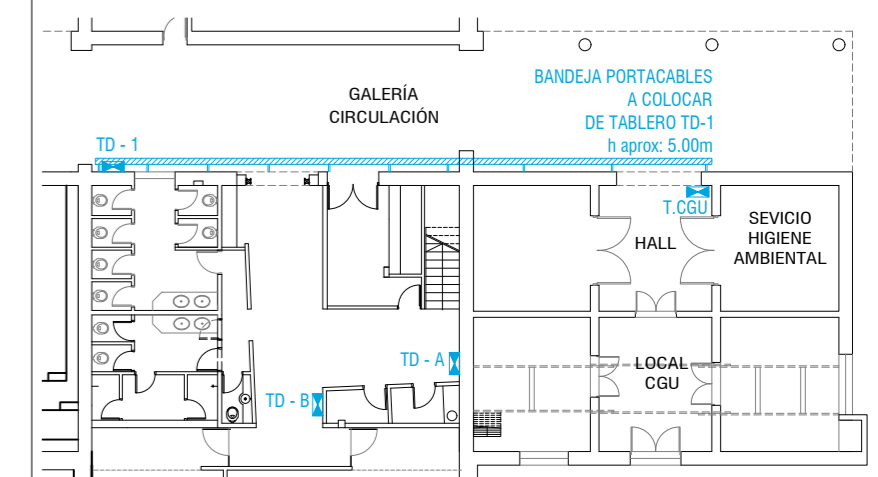 BANDEJA PORTACABLES
A COLOCAR
DE TABLERO TD-1
h aprox: 5.00m
GALERÍA
CIRCULACIÓN
TD - 1
T.CGU
SEVICIO
HIGIENE
AMBIENTAL
HALL
TD - A
LOCAL
CGU
TD - B